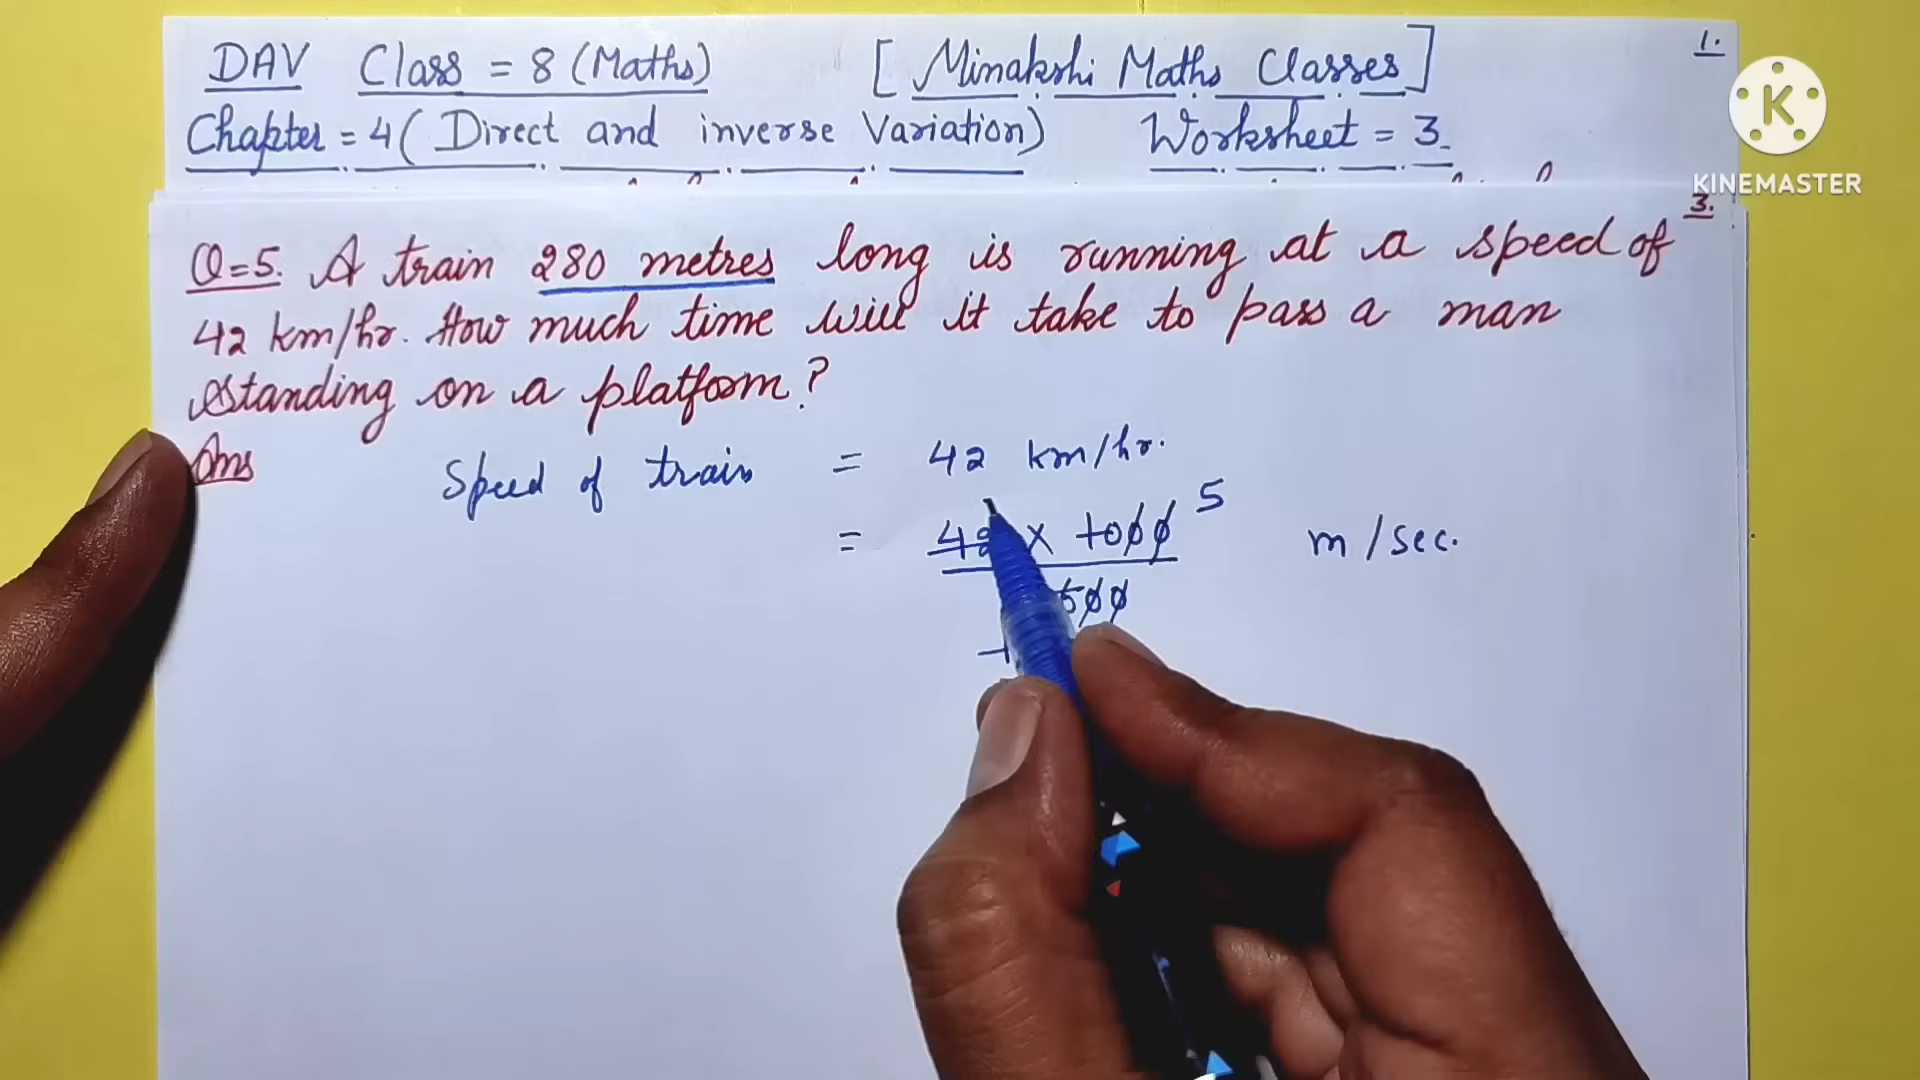 DAV Class = 8 (Maths) [Minakshi Maths Classes] 1.
Chapter = 4 (Direct and inverse Variation) Worksheet = 3
K
KINEMASTER
3.
Q=5. A train 280 metres long is running at a speed of
42 km/hr. How much time will it take to pass a man
standing on a platform?
Ans
Speed of train = 42 km/hr.
5
= 42 x 1000 m/sec.